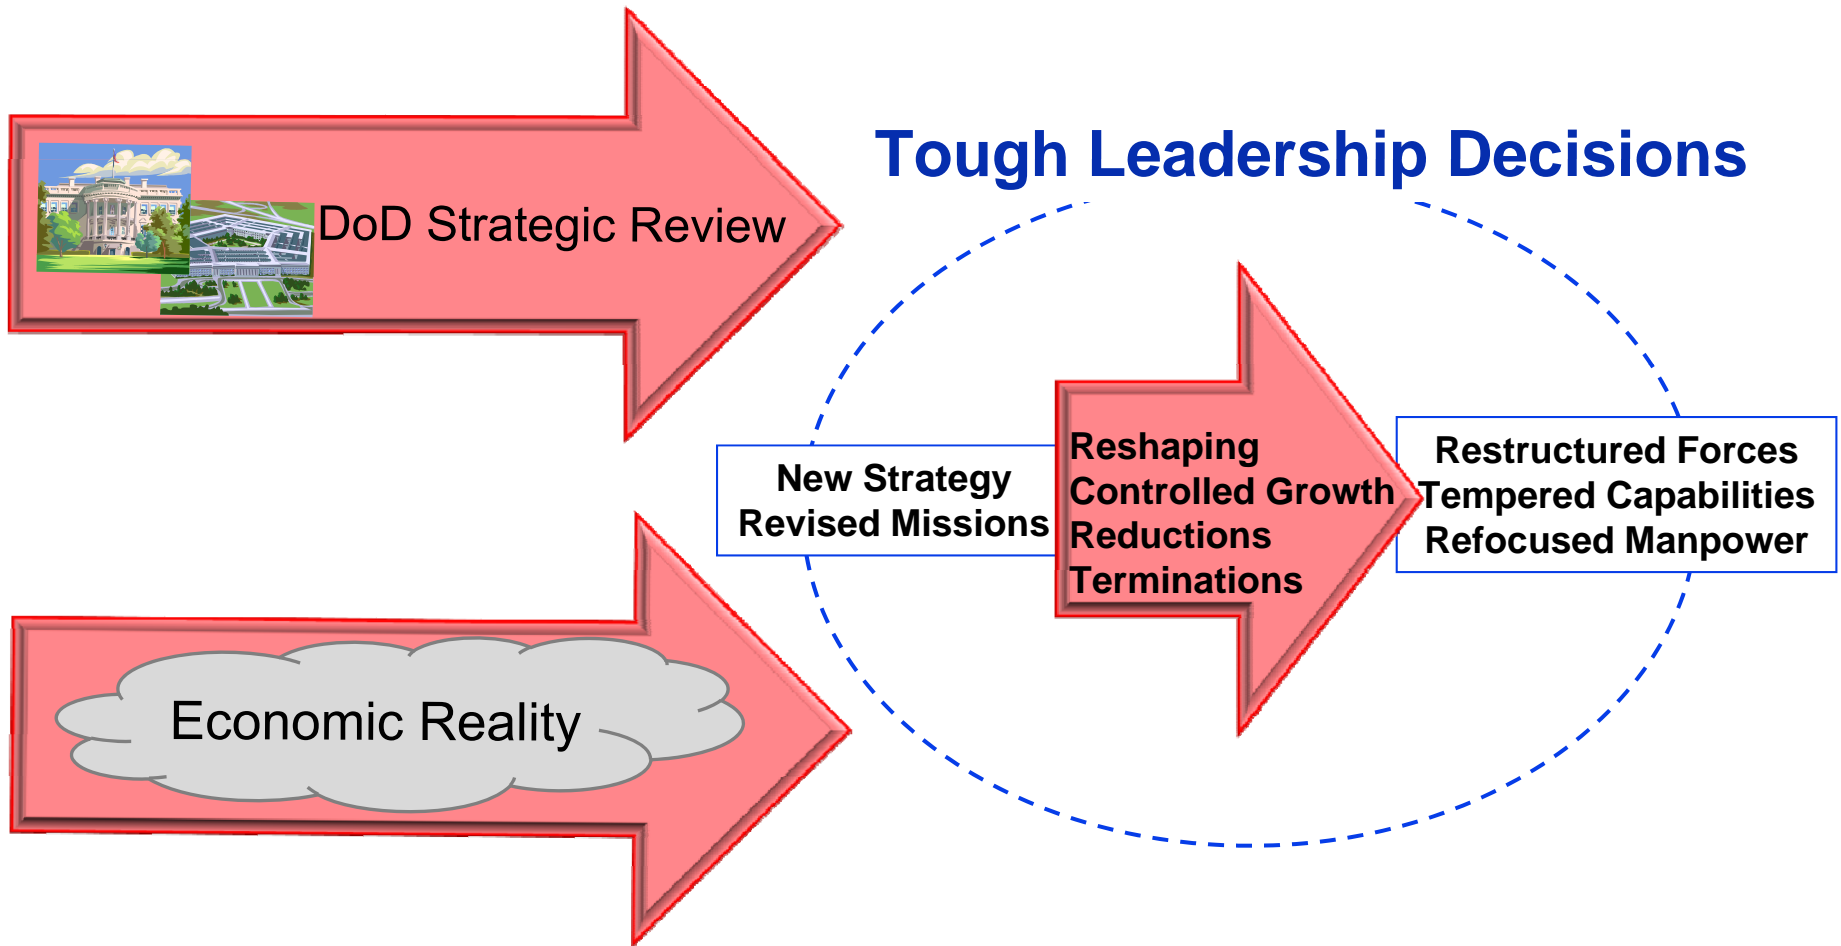 Tough Leadership Decisions
DoD Strategic Review
New Strategy
Revised Missions
Reshaping
Controlled Growth
Reductions
Terminations
Restructured Forces
Tempered Capabilities
Refocused Manpower
Economic Reality